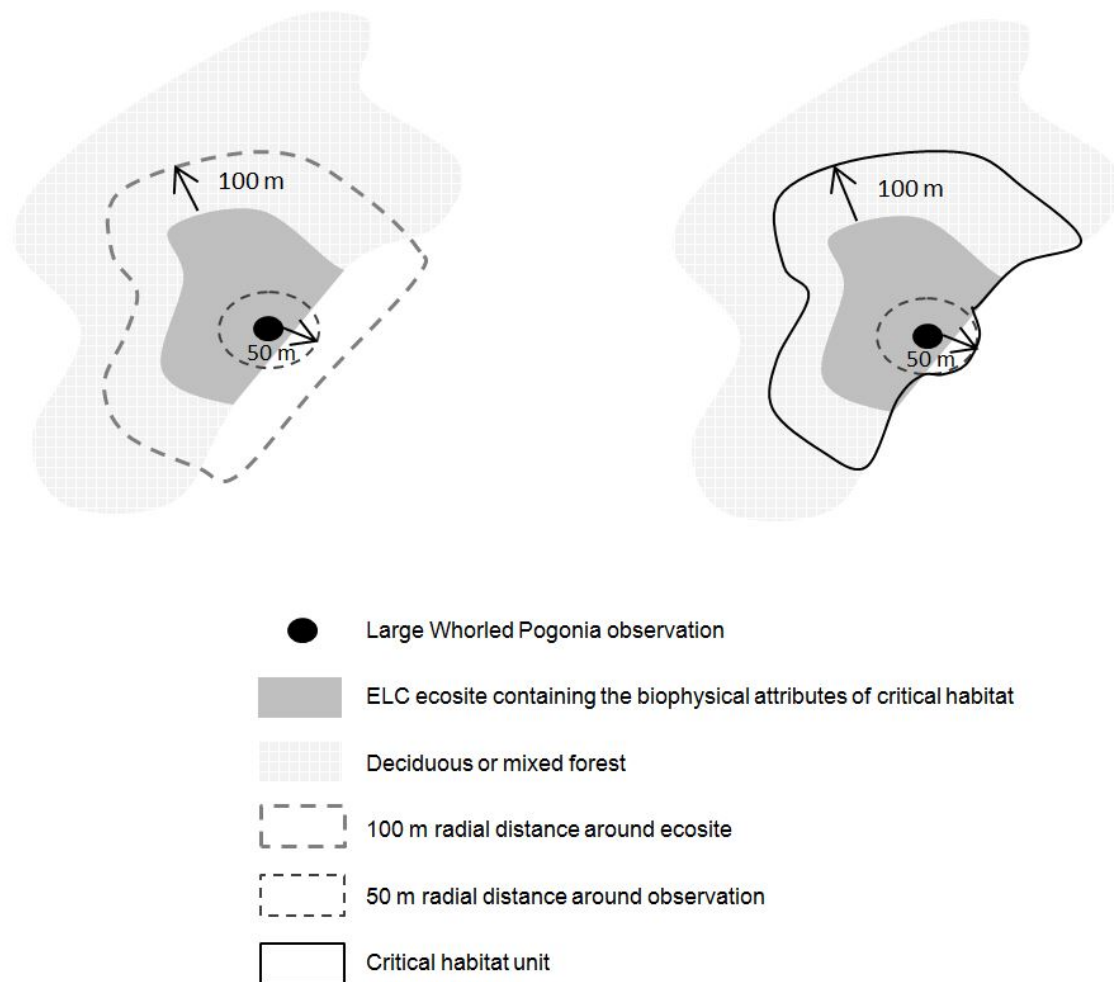 100 m
100 m
50 m
50 m
Large Whorled Pogonia observation
ELC ecosite containing the biophysical attributes of critical habitat
Deciduous or mixed forest
100 m radial distance around ecosite
50 m radial distance around observation
Critical habitat unit